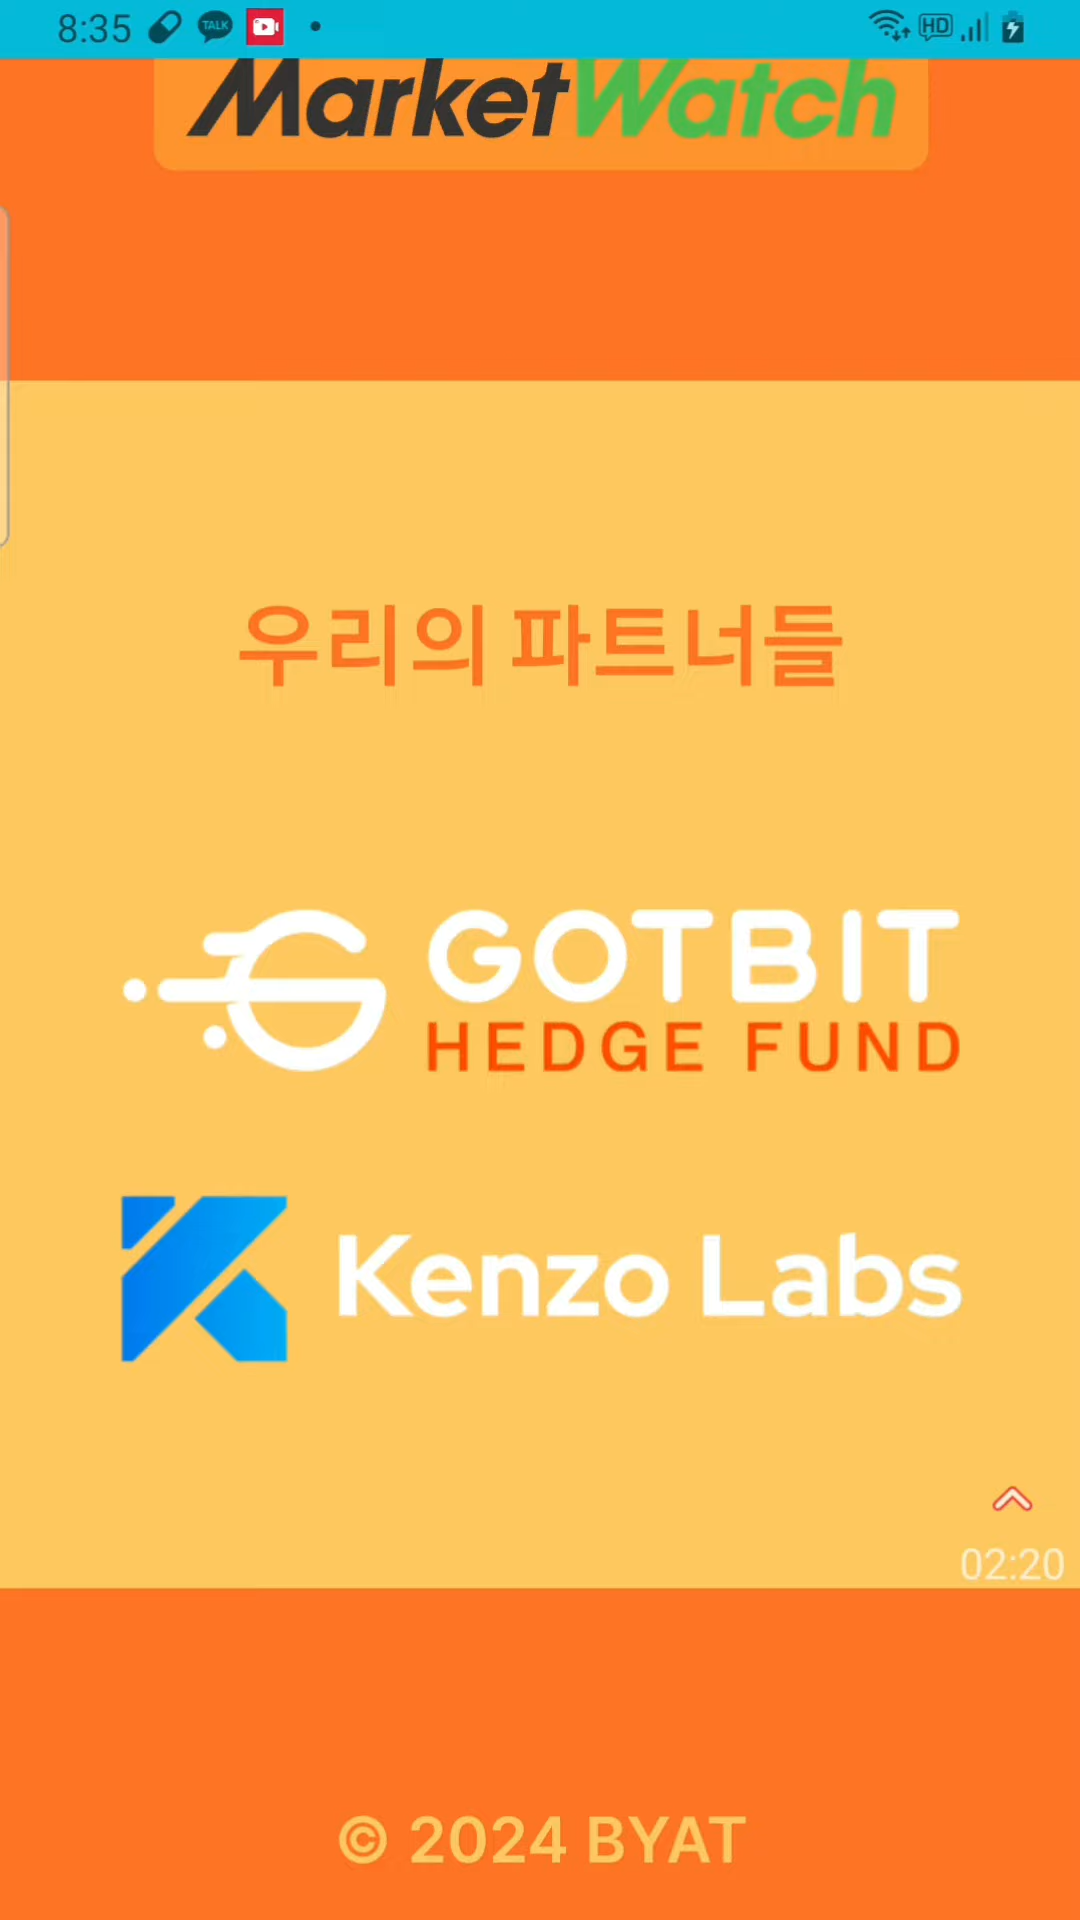 8:35
TALK
HD
MarketWatch
우리의 파트너들
GOTBIT
HEDGE FUND
Kenzo Labs
02:20
© 2024 BYAT